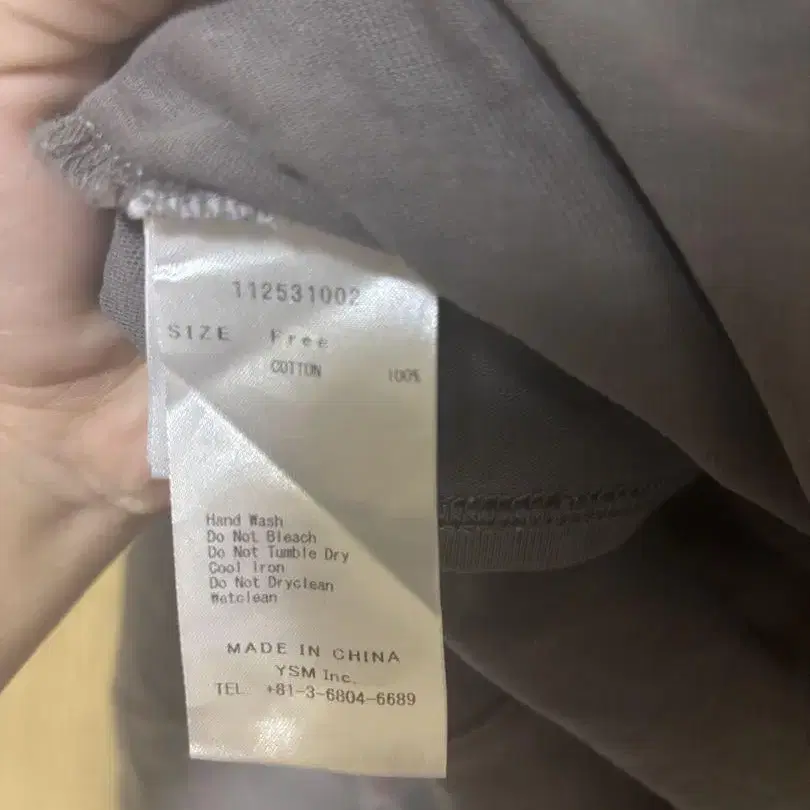 112531002
SIZE Free
COTTON 100%
Hand Wash
Do Not Bleach
Do Not Tumble Dry
Cool Iron
Do Not Dryclean
Wetclean
MADE IN CHINA
YSM Inc.
TEL +81-3-6804-6689